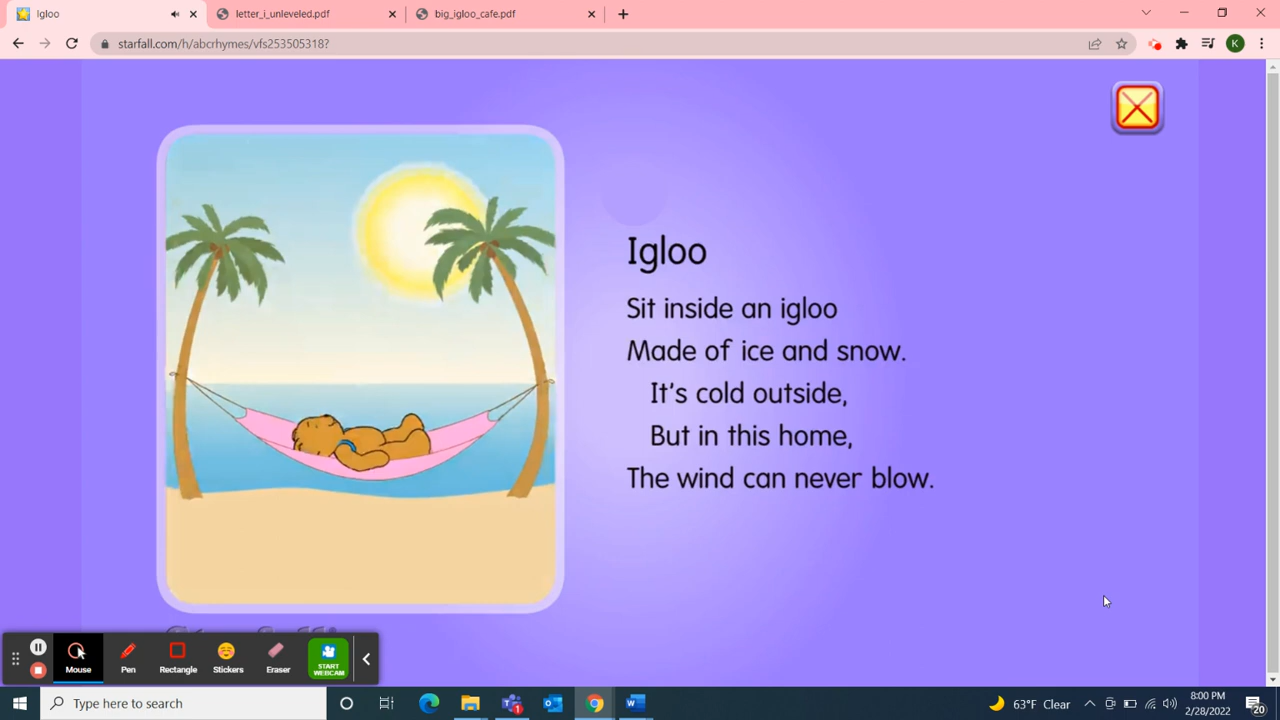 Igloo
letter_i_unleveled.pdf
big_igloo_cafe.pdf
starfall.com/h/abcrhymes/vfs253505318?
K
Igloo
Sit inside an igloo
Made of ice and snow.
It's cold outside,
But in this home,
The wind can never blow.
Mouse
Pen
Rectangle
Stickers
Eraser
START
WEBCAM
Type here to search
1
63°F Clear
8:00 PM
2/28/2022
20